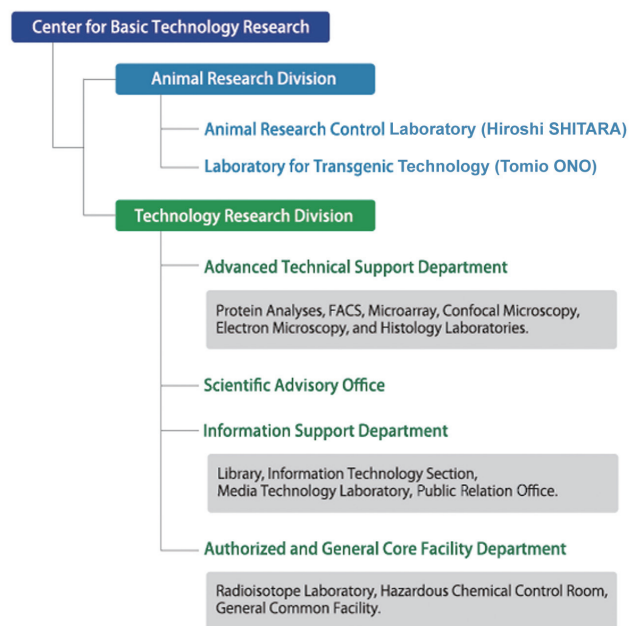 Center for Basic Technology Research
Animal Research Division
Animal Research Control Laboratory (Hiroshi SHITARA)
Laboratory for Transgenic Technology (Tomio ONO)
Technology Research Division
Advanced Technical Support Department
Protein Analyses, FACS, Microarray, Confocal Microscopy,
Electron Microscopy, and Histology Laboratories.
Scientific Advisory Office
Information Support Department
Library, Information Technology Section,
Media Technology Laboratory, Public Relation Office.
Authorized and General Core Facility Department
Radioisotope Laboratory, Hazardous Chemical Control Room,
General Common Facility.